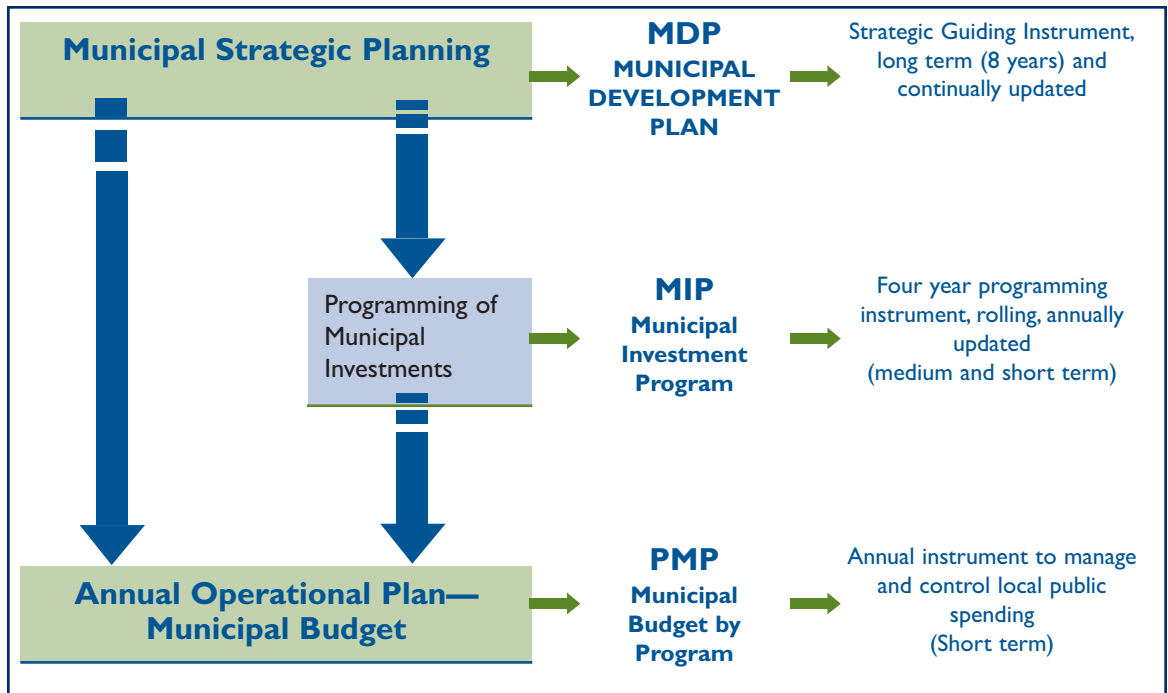 Municipal Strategic Planning
MDP
MUNICIPAL
DEVELOPMENT
PLAN
Strategic Guiding Instrument,
long term (8 years) and
continually updated
Programming of
Municipal
Investments
MIP
Municipal
Investment
Program
Four year programming
instrument, rolling, annually
updated
(medium and short term)
Annual Operational Plan—
Municipal Budget
PMP
Municipal
Budget by
Program
Annual instrument to manage
and control local public
spending
(Short term)